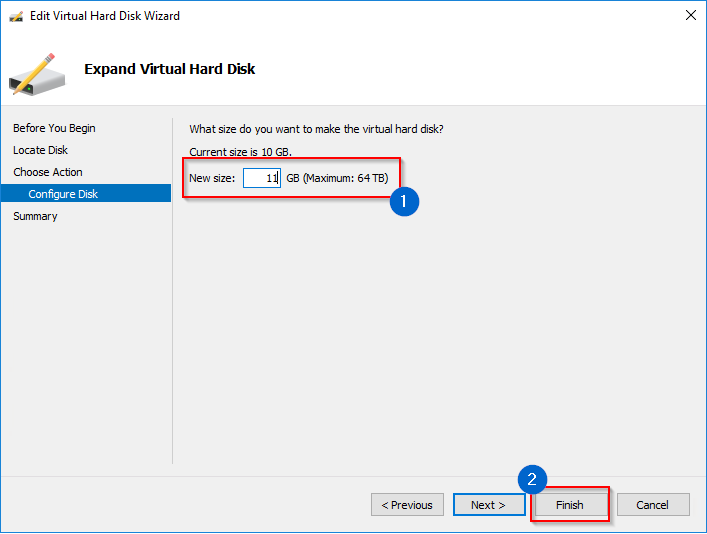 Edit Virtual Hard Disk Wizard
Expand Virtual Hard Disk
Before You Begin
Locate Disk
Choose Action
Configure Disk
Summary
What size do you want to make the virtual hard disk?
Current size is 10 GB.
New size: 11 GB (Maximum: 64 TB)
1
2
< Previous Next > Finish Cancel